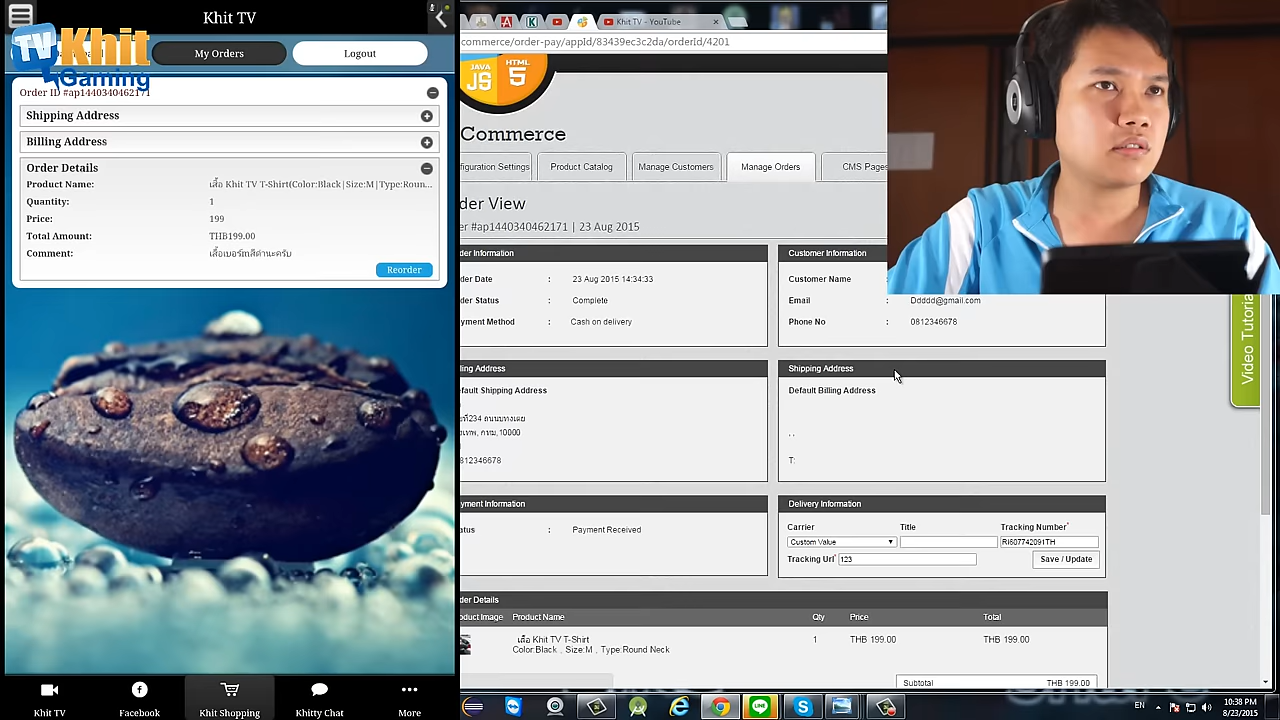 Khit TV
TV Khit Gaming
My Orders
Logout
Order ID #ap1440340462171
Shipping Address
Billing Address
Order Details
Product Name: เสื้อ Khit TV T-Shirt(Color:Black|Size:M|Type:Roun...
Quantity: 1
Price: 199
Total Amount: THB199.00
Comment:
Reorder
Khit TV
Facebook
Khit Shopping
Khitty Chat
More
Khit TV - YouTube
commerce/order-pay/appId/83439ec3c2da/orderId/4201
JAVA JS
HTML 5
Commerce
figuration Settings
Product Catalog
Manage Customers
Manage Orders
CMS Pages
der View
er #ap1440340462171 | 23 Aug 2015
der Information
der Date : 23 Aug 2015 14:34:33
der Status : Complete
yment Method : Cash on delivery
Customer Information
Customer Name
Email : Ddddd@gmail.com
Phone No : 0812346678
ling Address
efault Shipping Address
812346678
Shipping Address
Default Billing Address
, ,
T:
yment Information
atus : Payment Received
Delivery Information
Carrier Title Tracking Number*
Custom Value RI607742091TH
Tracking Url* 123 Save / Update
der Details
oduct Image Product Name Qty Price Total
เสื้อ Khit TV T-Shirt 1 THB 199.00 THB 199.00
Color:Black , Size:M , Type:Round Neck
Subtotal THB 199.00
Video Tutoria
EN
10:38 PM
8/23/2015